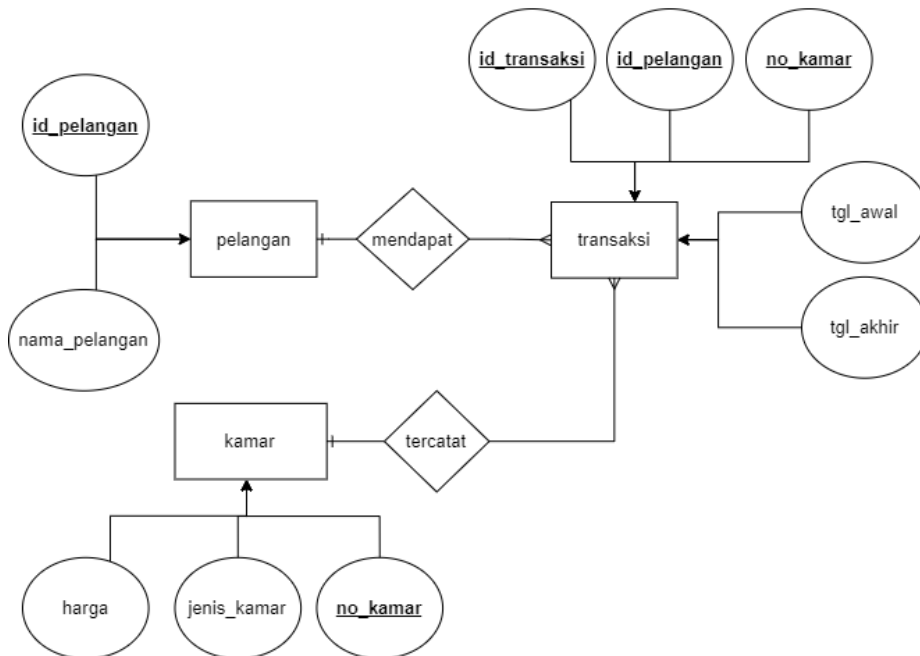 id_transaksi
id_pelangan
no_kamar
id_pelangan
pelangan
mendapat
transaksi
tgl_awal
nama_pelangan
tgl_akhir
kamar
tercatat
harga
jenis_kamar
no_kamar